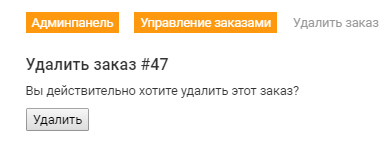 Админпанель Управление заказами Удалить заказ
Удалить заказ #47
Вы действительно хотите удалить этот заказ?
Удалить